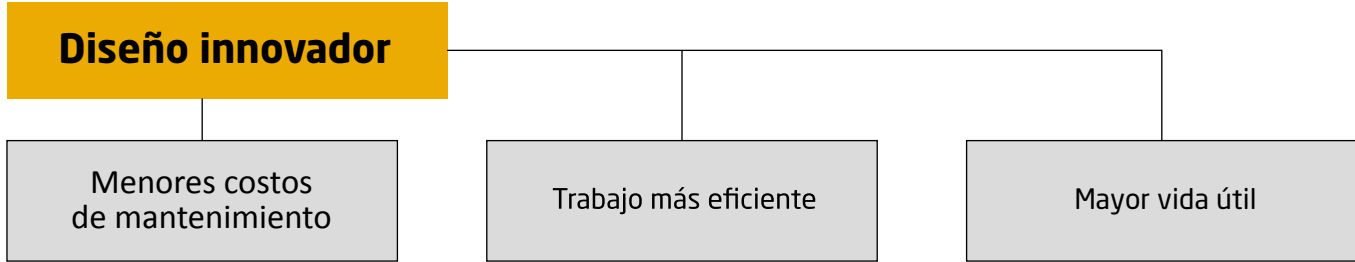 Diseño innovador
Menores costos
de mantenimiento
Trabajo más eficiente
Mayor vida útil